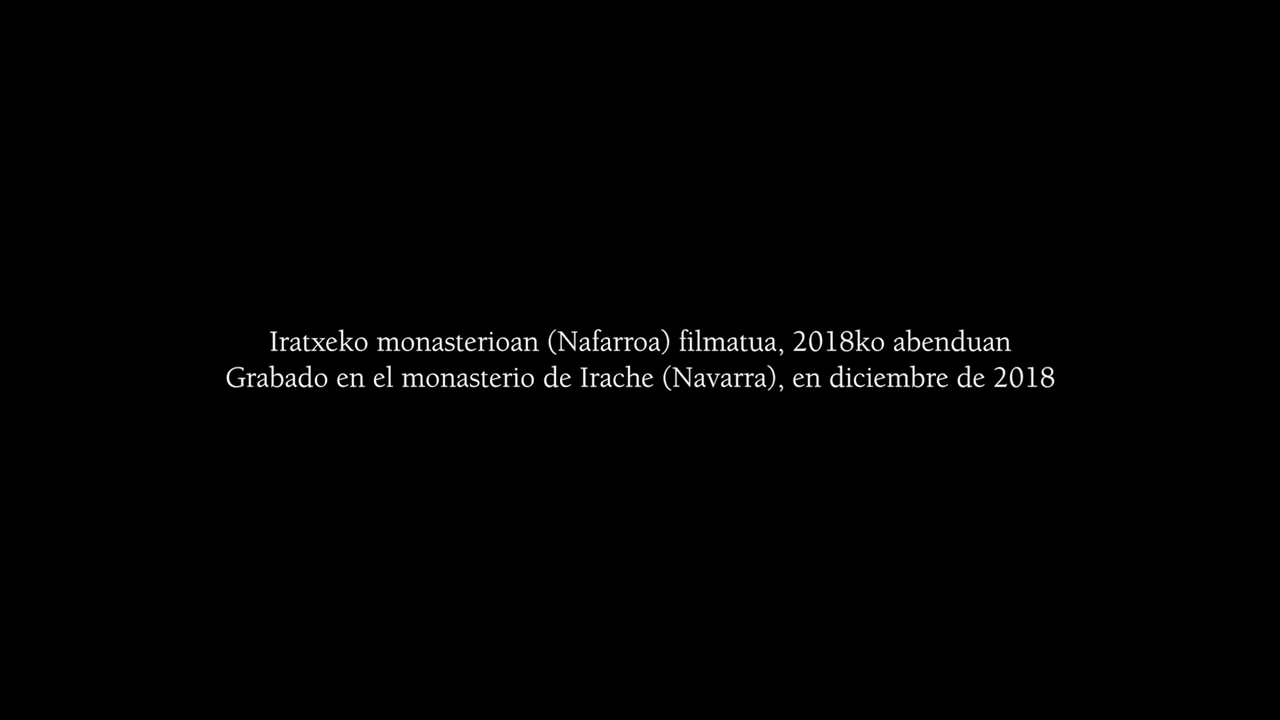 Iratxeko monasterioan (Nafarroa) filmatua, 2018ko abenduan
Grabado en el monasterio de Irache (Navarra), en diciembre de 2018